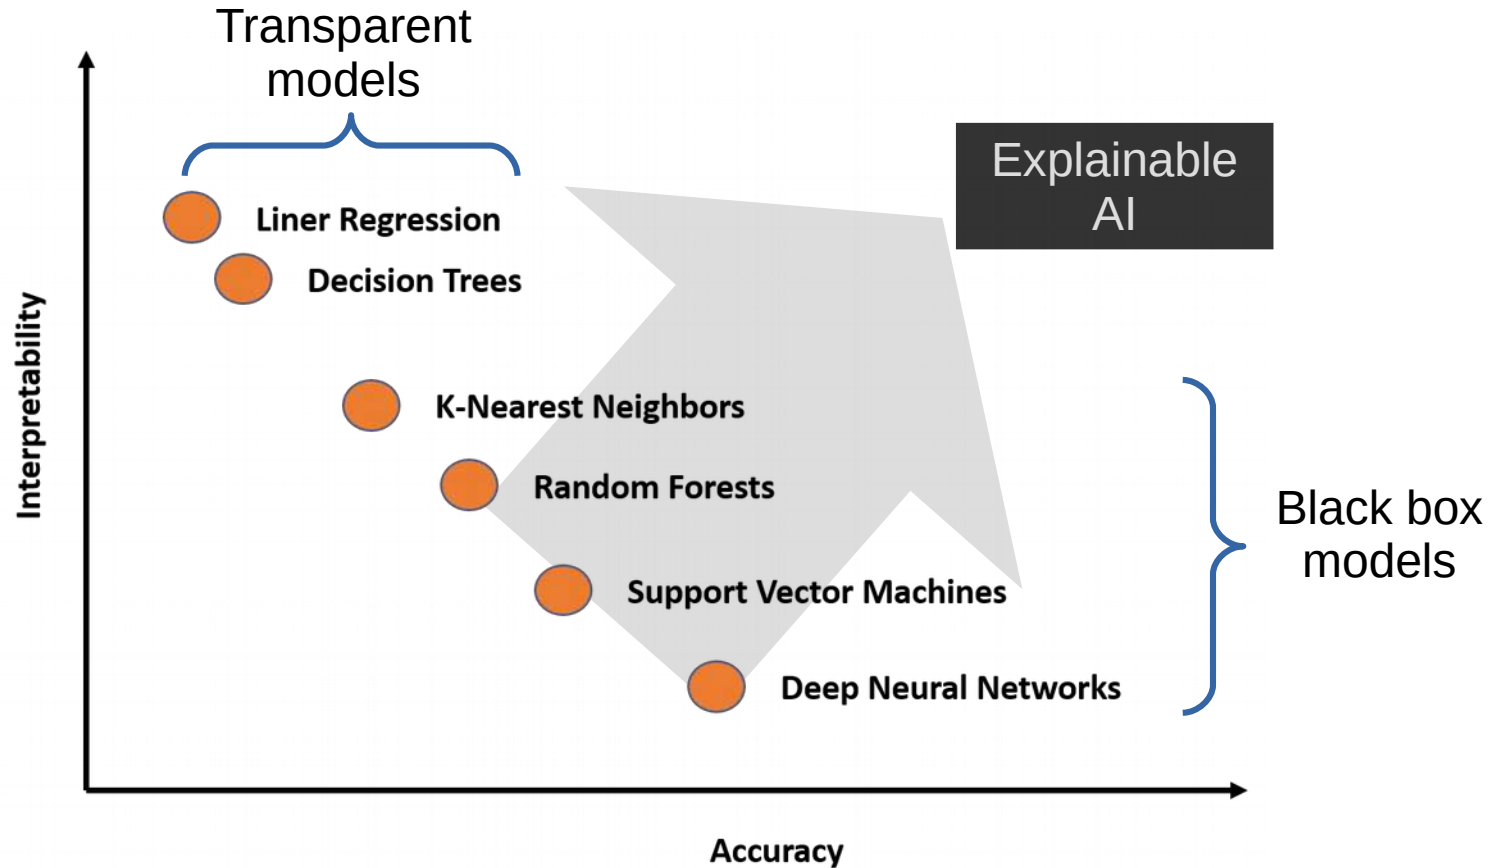 Transparent
models
Explainable
AI
Liner Regression
Decision Trees
Interpretability
K-Nearest Neighbors
Random Forests
Black box
models
Support Vector Machines
Deep Neural Networks
Accuracy